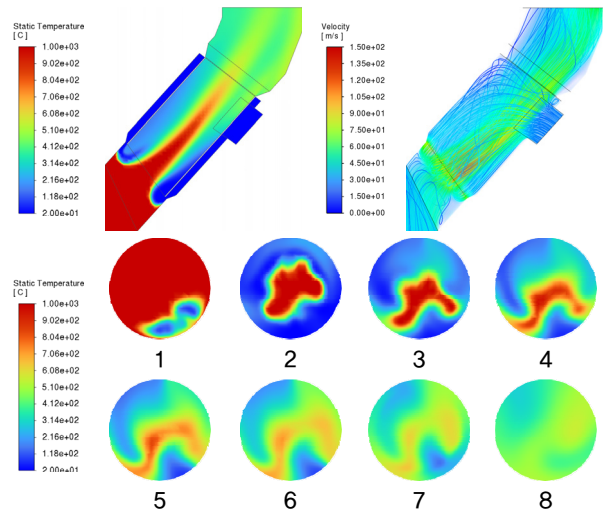 Static Temperature
[ C ]
1.00e+03
9.02e+02
8.04e+02
7.06e+02
6.08e+02
5.10e+02
4.12e+02
3.14e+02
2.16e+02
1.18e+02
2.00e+01
Velocity
[ m/s ]
1.50e+02
1.35e+02
1.20e+02
1.05e+02
9.00e+01
7.50e+01
6.00e+01
4.50e+01
3.00e+01
1.50e+01
0.00e+00
Static Temperature
[ C ]
1.00e+03
9.02e+02
8.04e+02
7.06e+02
6.08e+02
5.10e+02
4.12e+02
3.14e+02
2.16e+02
1.18e+02
2.00e+01
1 2 3 4
5 6 7 8